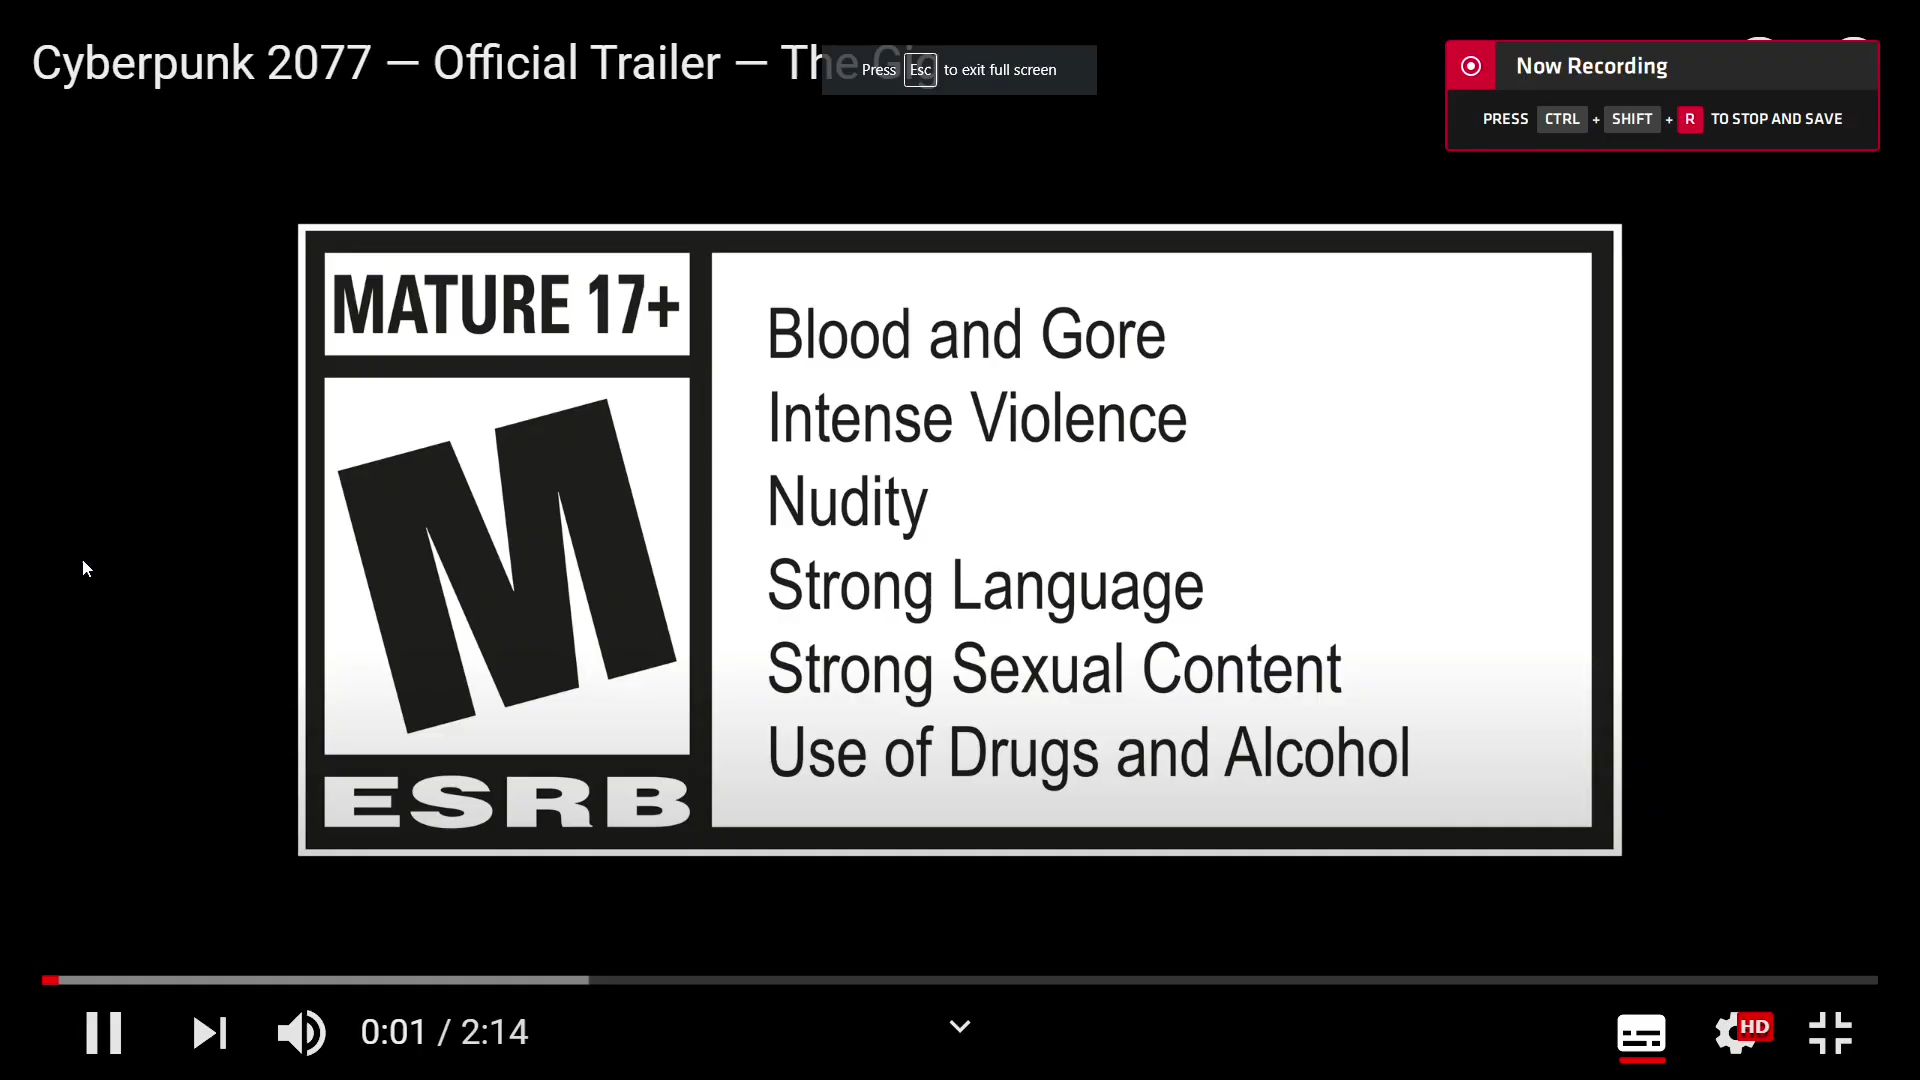 Cyberpunk 2077 — Official Trailer — The Gig
Press Esc to exit full screen
Now Recording
PRESS CTRL + SHIFT + R TO STOP AND SAVE
MATURE 17+
M
ESRB
Blood and Gore
Intense Violence
Nudity
Strong Language
Strong Sexual Content
Use of Drugs and Alcohol
0:01 / 2:14
HD